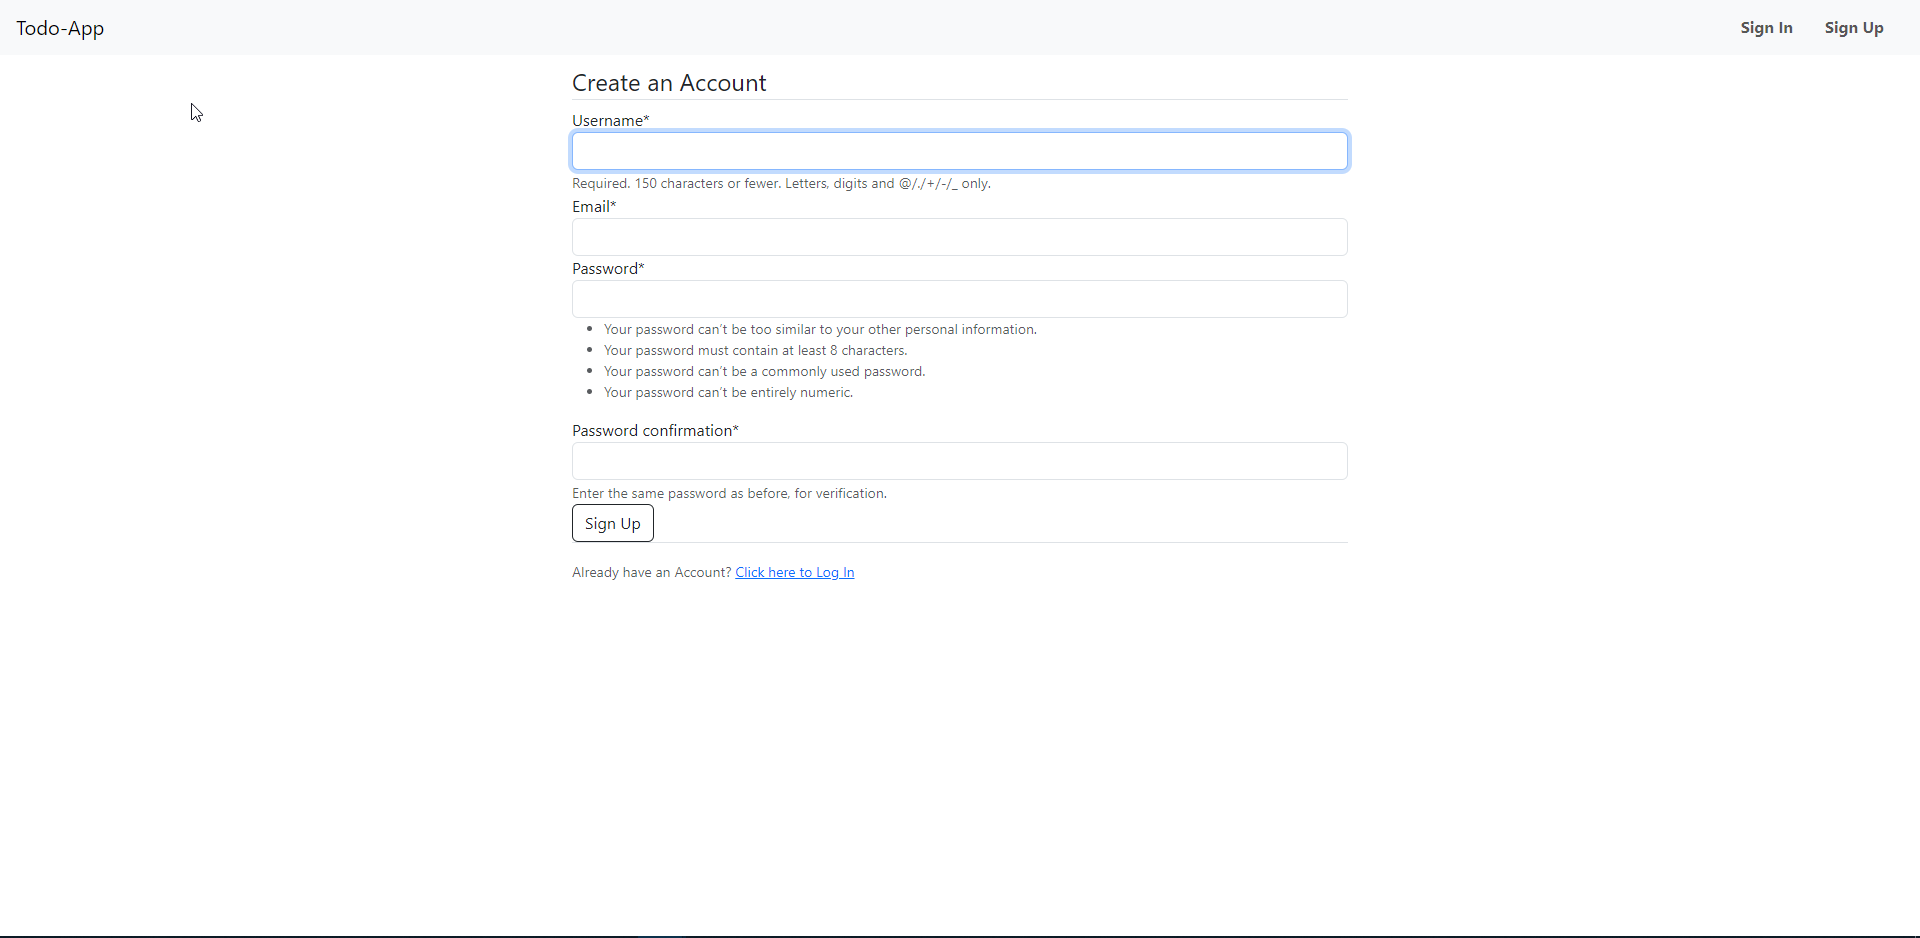 Todo-App
Sign In
Sign Up
Create an Account
Username*
Required. 150 characters or fewer. Letters, digits and @/./+/-/_ only.
Email*
Password*
Your password can’t be too similar to your other personal information.
Your password must contain at least 8 characters.
Your password can’t be a commonly used password.
Your password can’t be entirely numeric.
Password confirmation*
Enter the same password as before, for verification.
Sign Up
Already have an Account? Click here to Log In